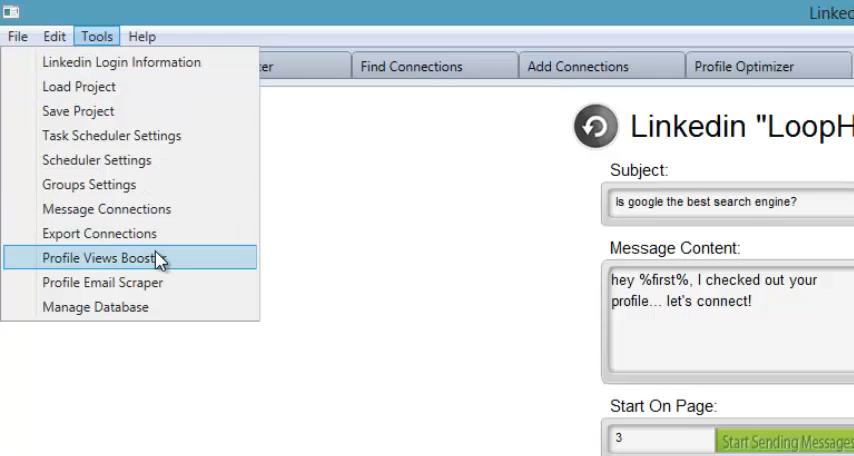 Linked
File Edit Tools Help
Linkedin Login Information
Load Project
Save Project
Task Scheduler Settings
Scheduler Settings
Groups Settings
Message Connections
Export Connections
Profile Views Boost
Profile Email Scraper
Manage Database
er Find Connections Add Connections Profile Optimizer
Linkedin "LoopH
Subject:
Is google the best search engine?
Message Content:
hey %first%, I checked out your
profile... let's connect!
Start On Page:
3 Start Sending Messages